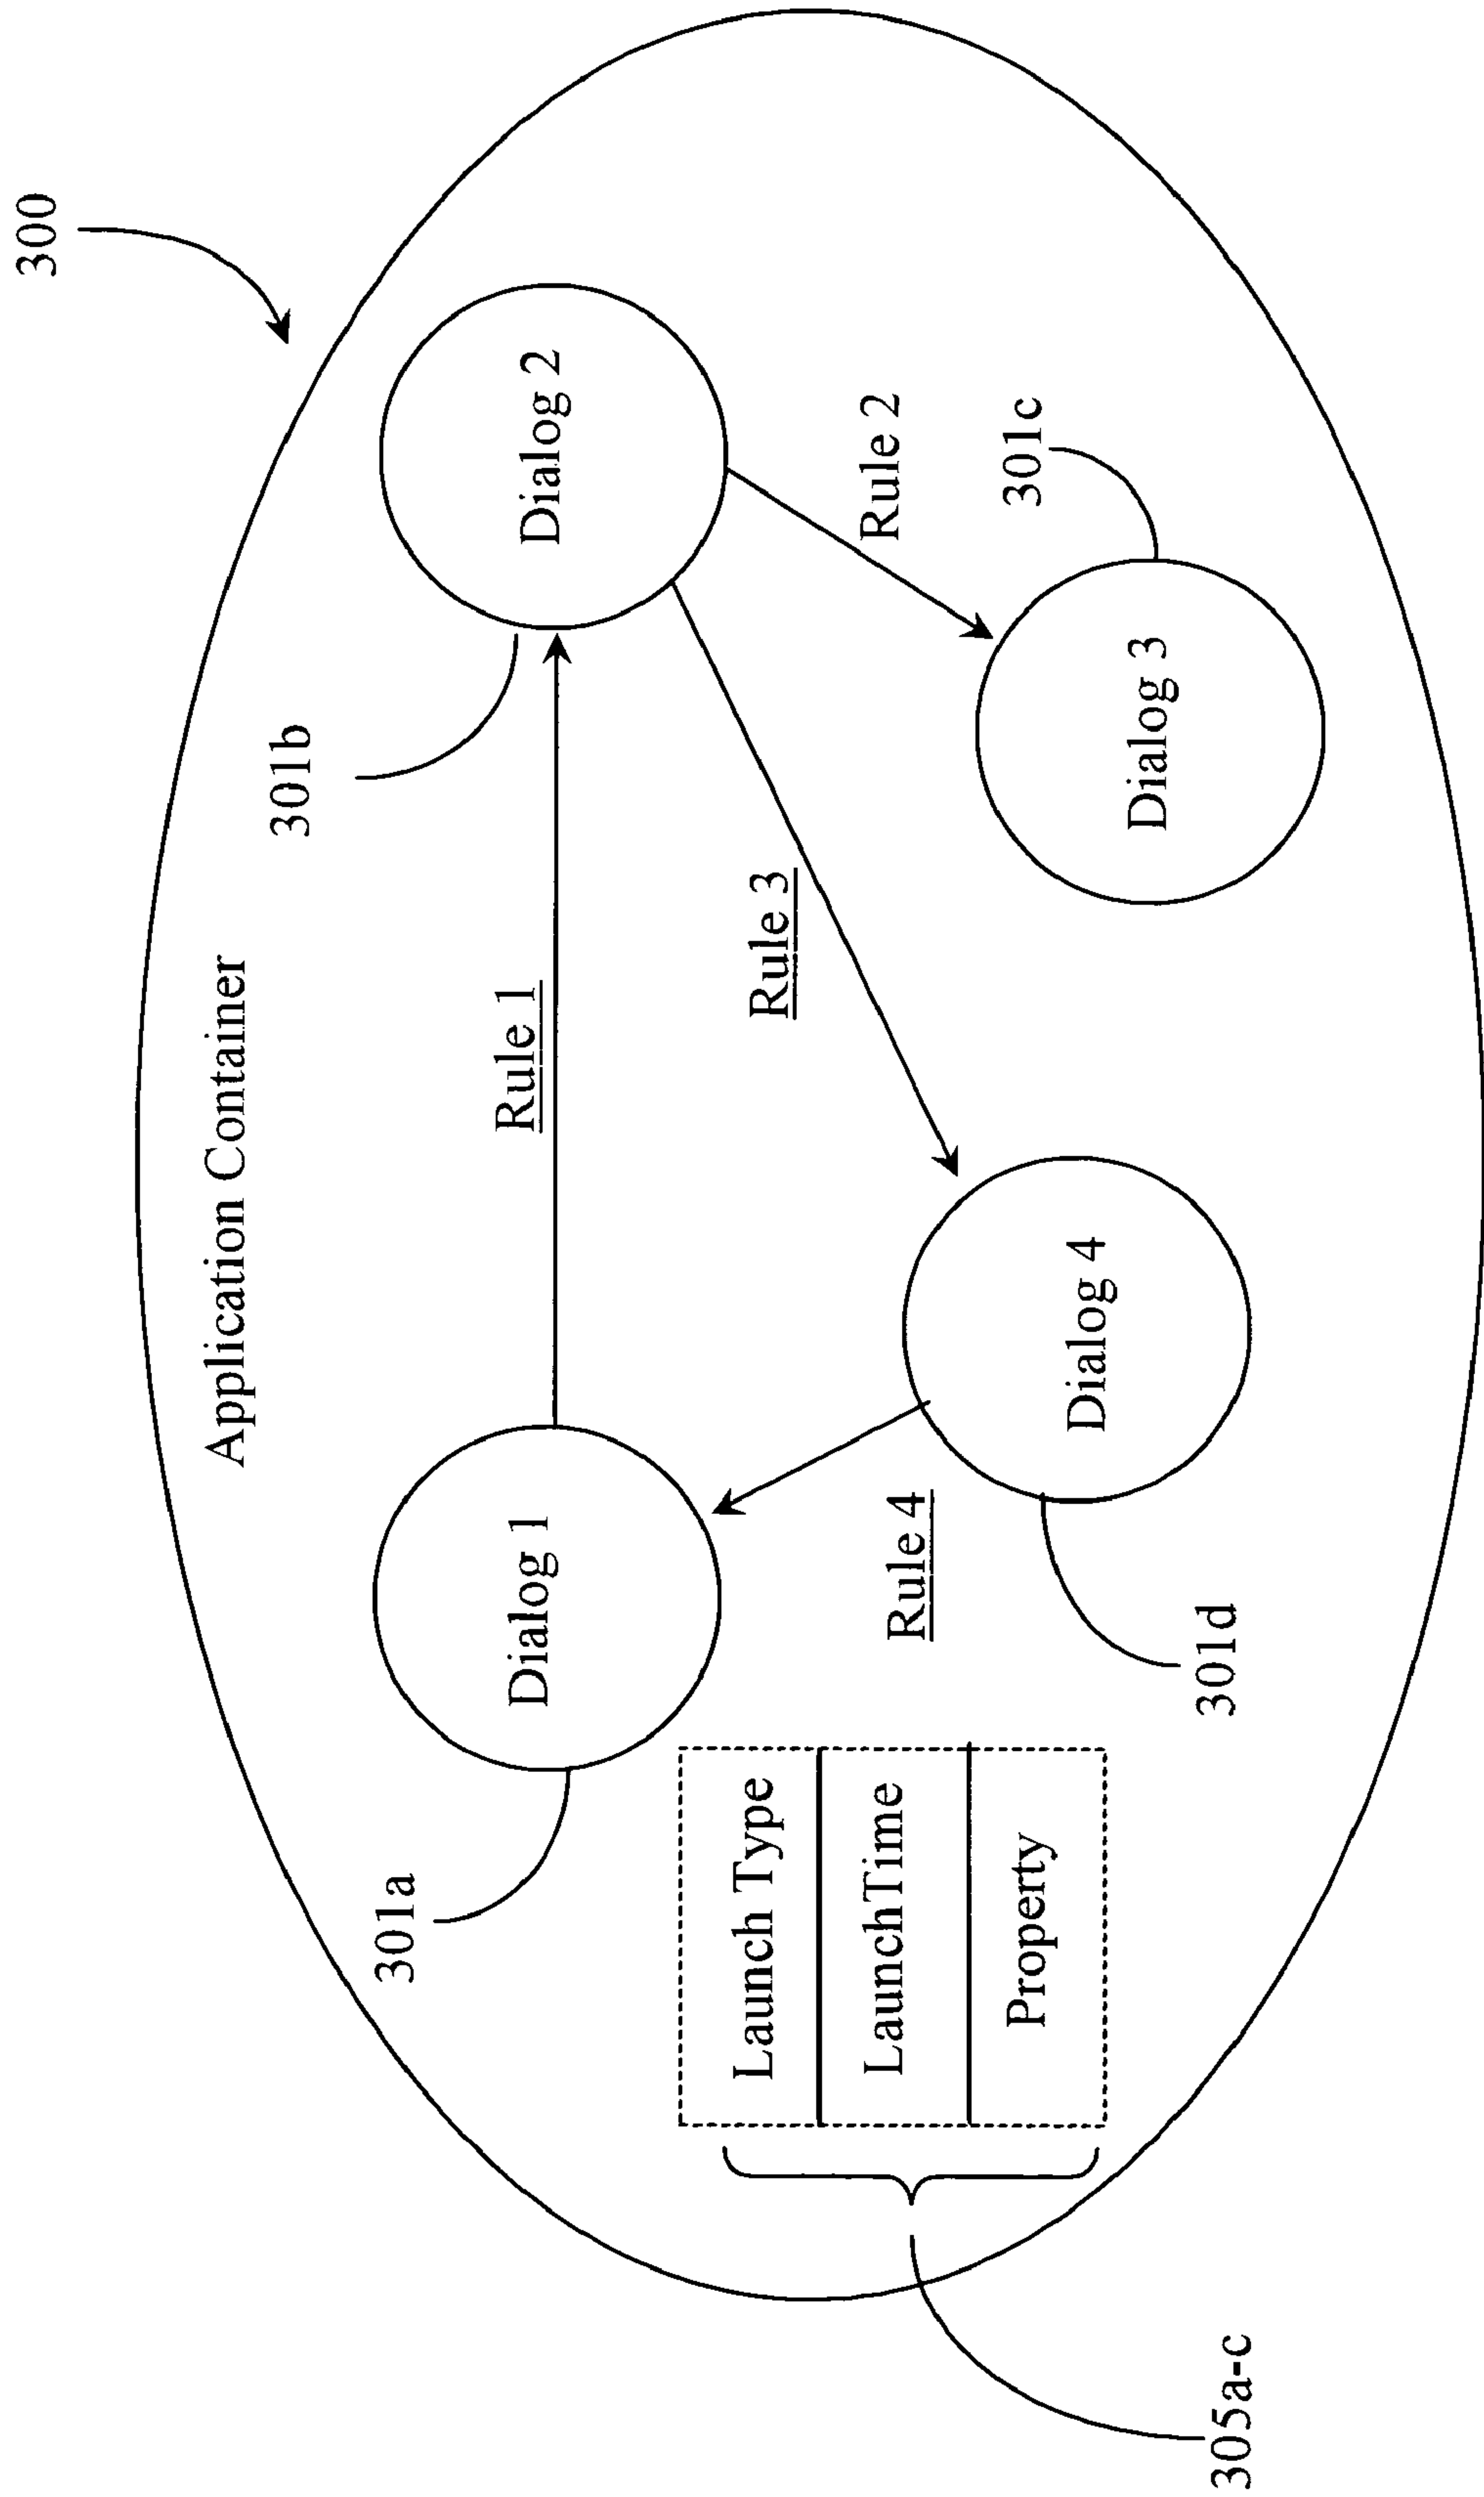 300
Application Container
301b
301a
Rule 1
Dialog 1
Dialog 2
Rule 3
Launch Type
LaunchTime
Property
Rule 4
Rule 2
301c
Dialog 4
Dialog 3
301d
305a-c